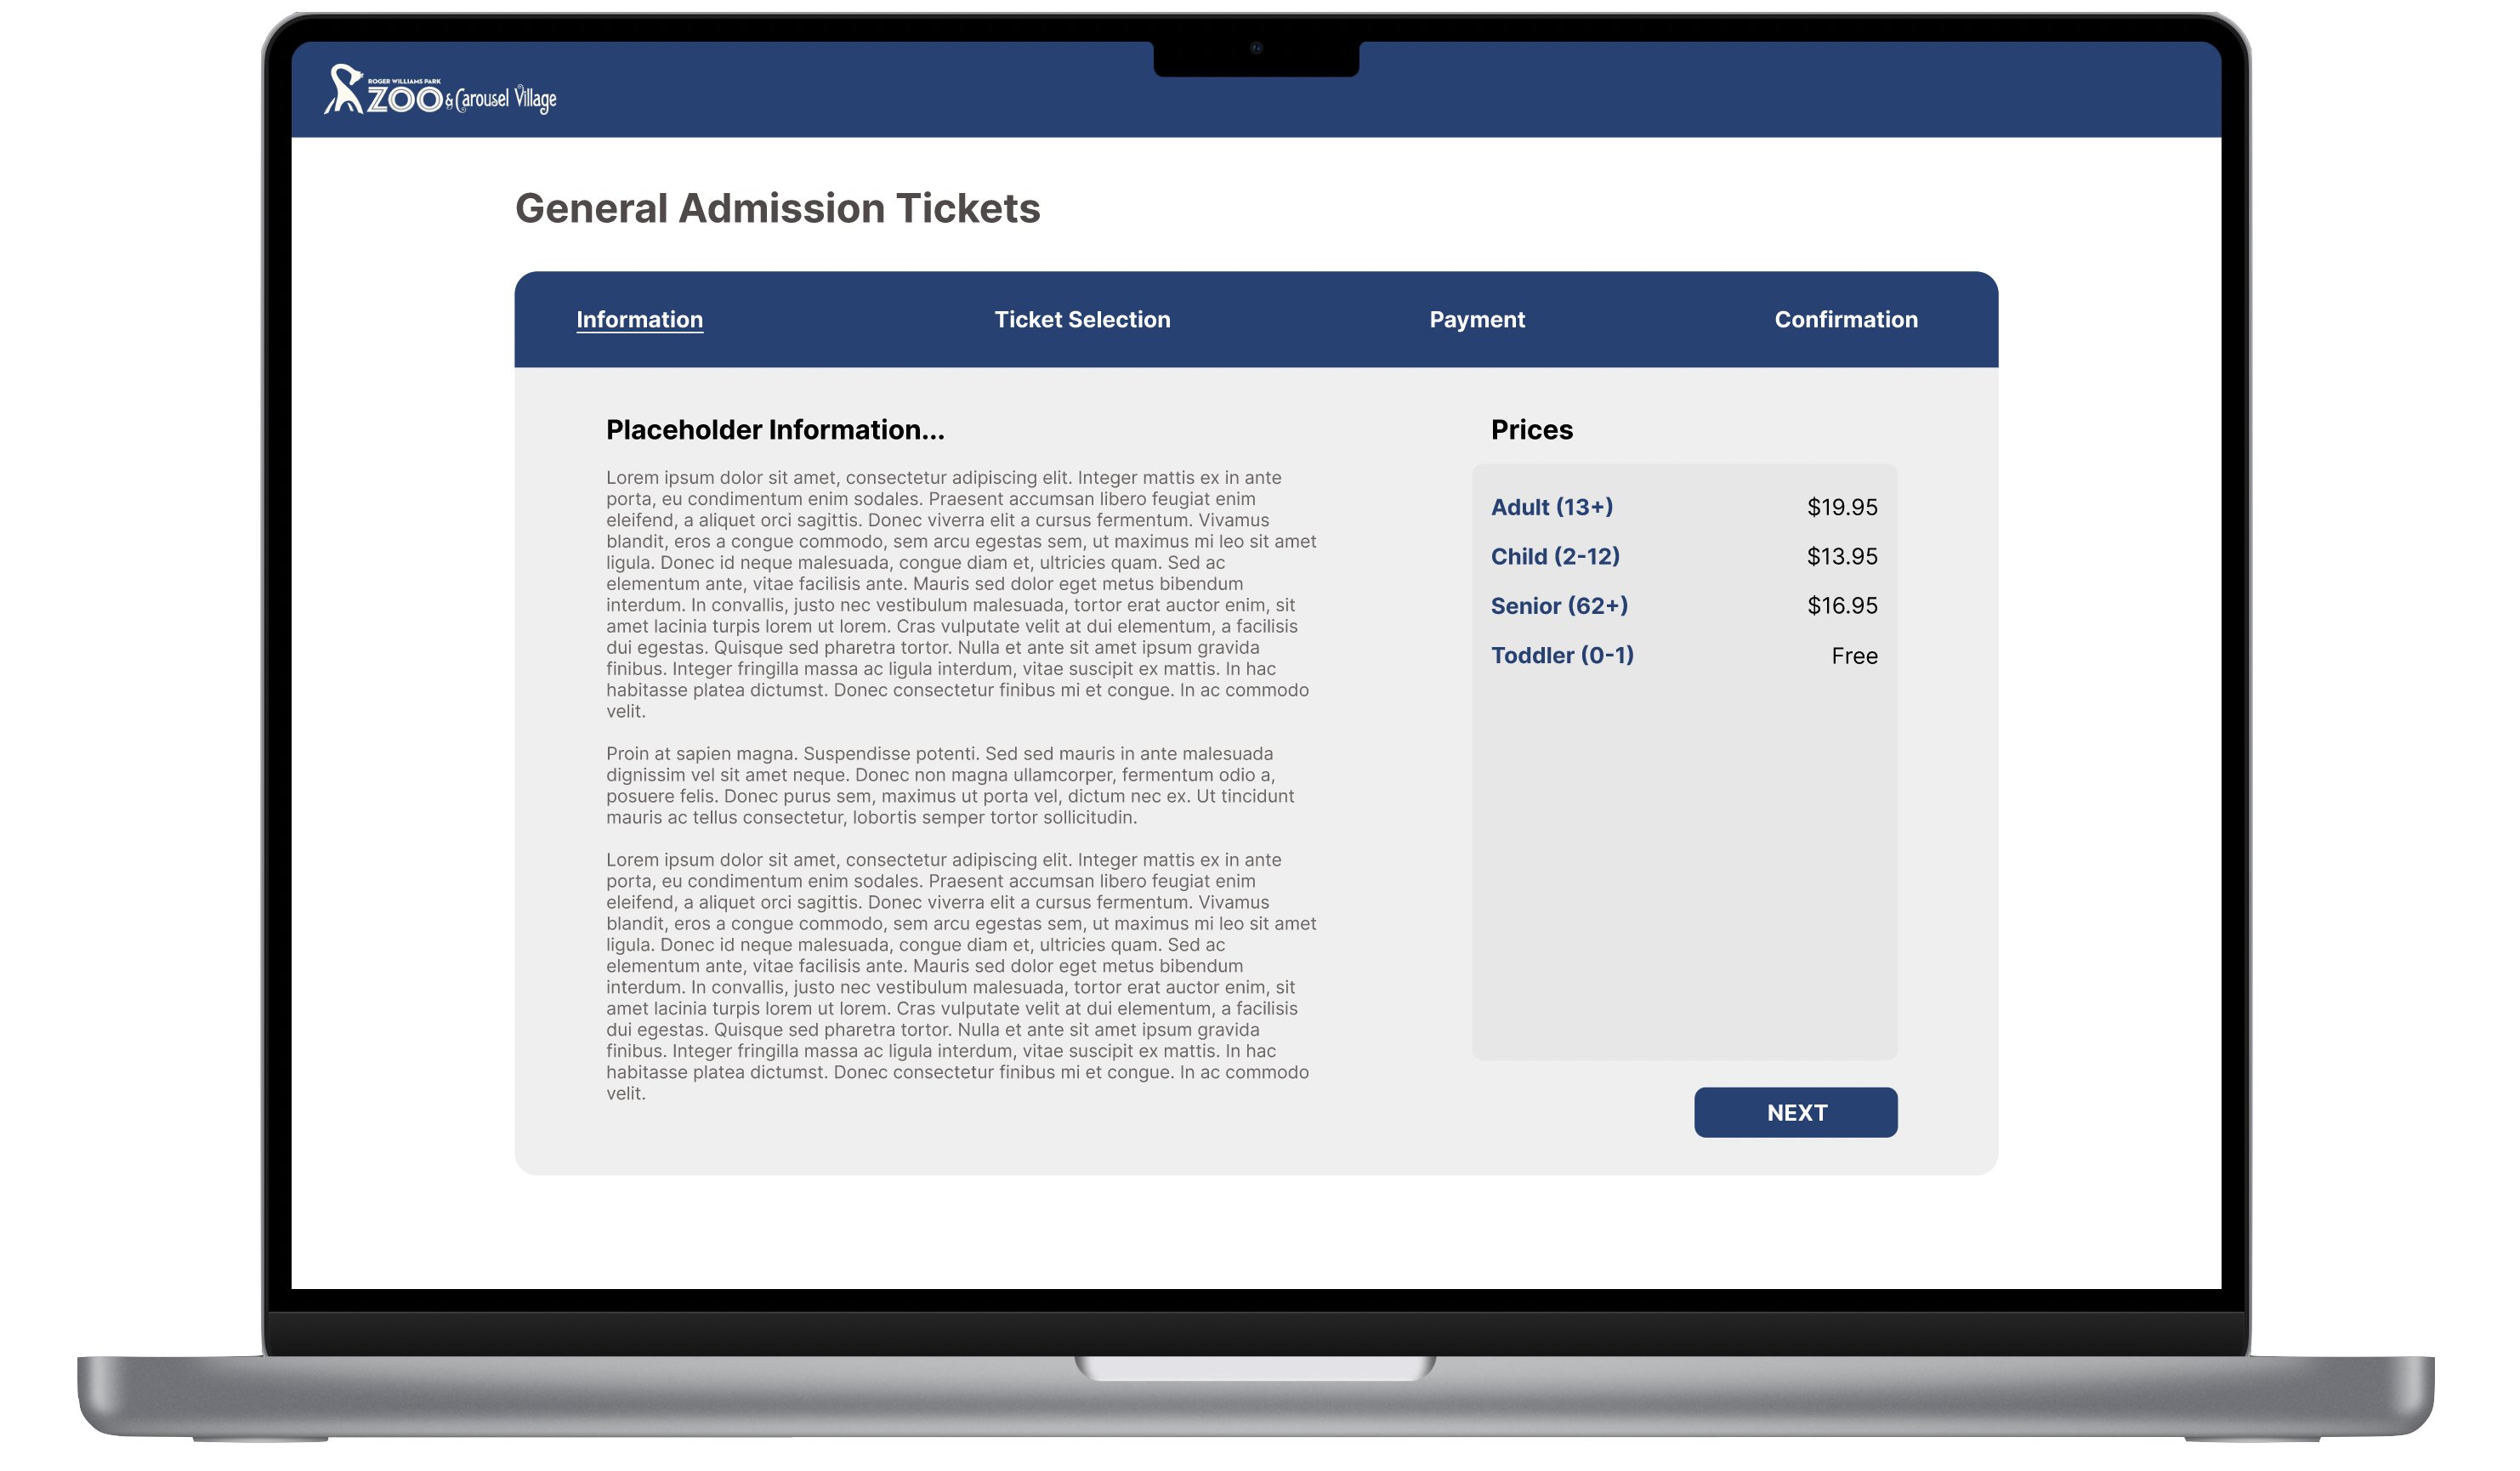 ROGER WILLIAMS PARK
ZOO & Carousel Village
General Admission Tickets
Information Ticket Selection Payment Confirmation
Placeholder Information...
Lorem ipsum dolor sit amet, consectetur adipiscing elit. Integer mattis ex in ante
porta, eu condimentum enim sodales. Praesent accumsan libero feugiat enim
eleifend, a aliquet orci sagittis. Donec viverra elit a cursus fermentum. Vivamus
blandit, eros a congue commodo, sem arcu egestas sem, ut maximus mi leo sit amet
ligula. Donec id neque malesuada, congue diam et, ultricies quam. Sed ac
elementum ante, vitae facilisis ante. Mauris sed dolor eget metus bibendum
interdum. In convallis, justo nec vestibulum malesuada, tortor erat auctor enim, sit
amet lacinia turpis lorem ut lorem. Cras vulputate velit at dui elementum, a facilisis
dui egestas. Quisque sed pharetra tortor. Nulla et ante sit amet ipsum gravida
finibus. Integer fringilla massa ac ligula interdum, vitae suscipit ex mattis. In hac
habitasse platea dictumst. Donec consectetur finibus mi et congue. In ac commodo
velit.
Proin at sapien magna. Suspendisse potenti. Sed sed mauris in ante malesuada
dignissim vel sit amet neque. Donec non magna ullamcorper, fermentum odio a,
posuere felis. Donec purus sem, maximus ut porta vel, dictum nec ex. Ut tincidunt
mauris ac tellus consectetur, lobortis semper tortor sollicitudin.
Lorem ipsum dolor sit amet, consectetur adipiscing elit. Integer mattis ex in ante
porta, eu condimentum enim sodales. Praesent accumsan libero feugiat enim
eleifend, a aliquet orci sagittis. Donec viverra elit a cursus fermentum. Vivamus
blandit, eros a congue commodo, sem arcu egestas sem, ut maximus mi leo sit amet
ligula. Donec id neque malesuada, congue diam et, ultricies quam. Sed ac
elementum ante, vitae facilisis ante. Mauris sed dolor eget metus bibendum
interdum. In convallis, justo nec vestibulum malesuada, tortor erat auctor enim, sit
amet lacinia turpis lorem ut lorem. Cras vulputate velit at dui elementum, a facilisis
dui egestas. Quisque sed pharetra tortor. Nulla et ante sit amet ipsum gravida
finibus. Integer fringilla massa ac ligula interdum, vitae suscipit ex mattis. In hac
habitasse platea dictumst. Donec consectetur finibus mi et congue. In ac commodo
velit.
Prices
Adult (13+) $19.95
Child (2-12) $13.95
Senior (62+) $16.95
Toddler (0-1) Free
NEXT